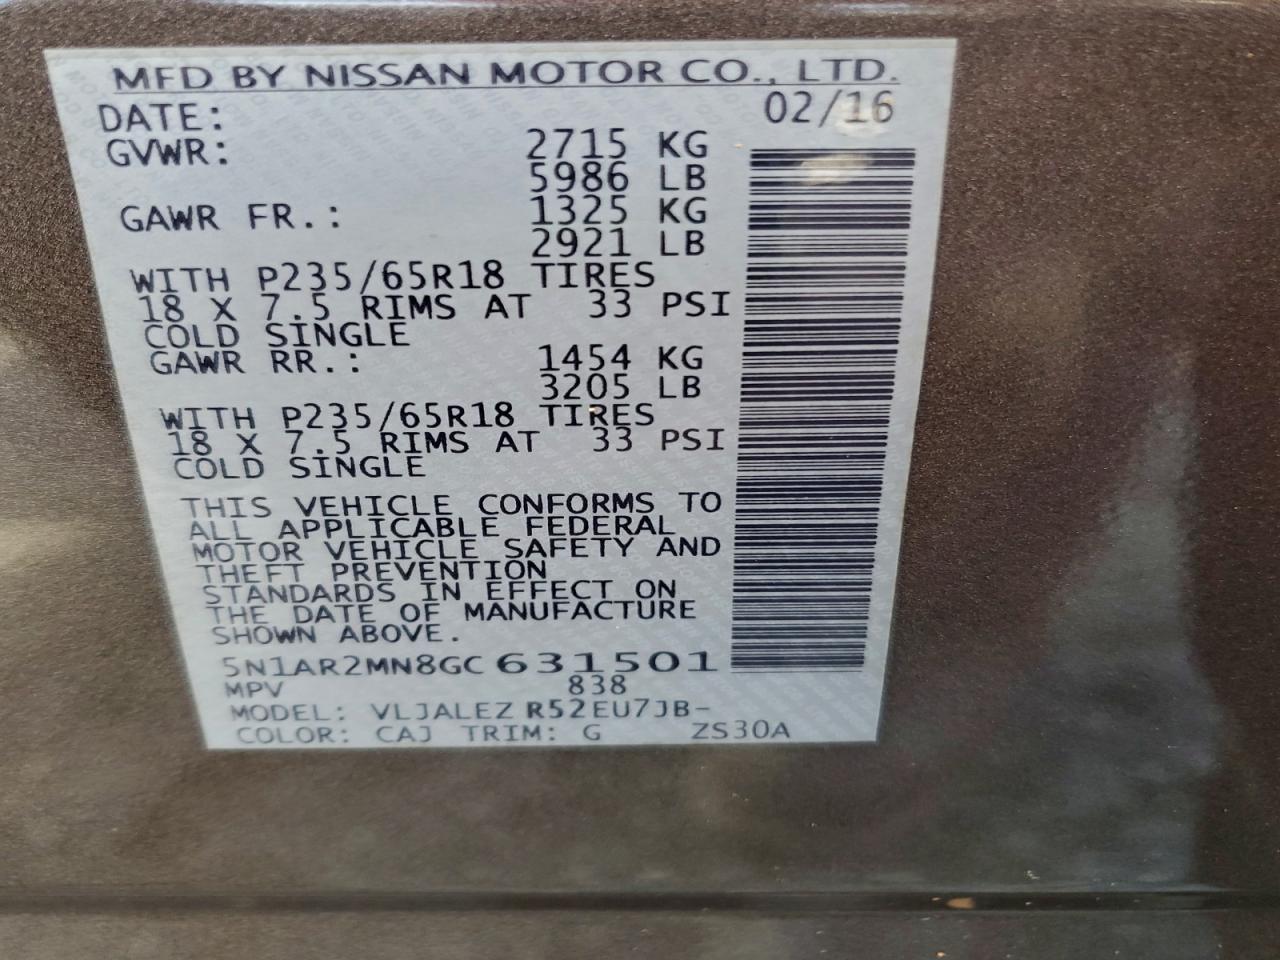 MFD BY NISSAN MOTOR CO., LTD.
DATE: 02/16
GVWR: 2715 KG
5986 LB
GAWR FR.: 1325 KG
2921 LB
WITH P235/65R18 TIRES
18 X 7.5 RIMS AT 33 PSI
COLD SINGLE
GAWR RR.: 1454 KG
3205 LB
WITH P235/65R18 TIRES
18 X 7.5 RIMS AT 33 PSI
COLD SINGLE
THIS VEHICLE CONFORMS TO
ALL APPLICABLE FEDERAL
MOTOR VEHICLE SAFETY AND
THEFT PREVENTION
STANDARDS IN EFFECT ON
THE DATE OF MANUFACTURE
SHOWN ABOVE.
5N1AR2MN8GC631501
MPV 838
MODEL: VLJALEZ R52EU7JB-
COLOR: CAJ TRIM: G ZS30A